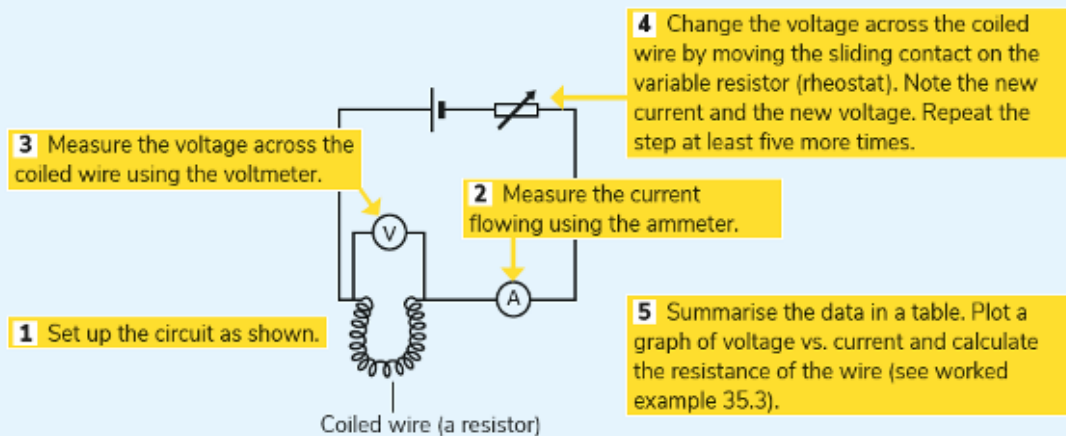 1 Set up the circuit as shown.
2 Measure the current
flowing using the ammeter.
3 Measure the voltage across the
coiled wire using the voltmeter.
4 Change the voltage across the coiled
wire by moving the sliding contact on the
variable resistor (rheostat). Note the new
current and the new voltage. Repeat the
step at least five more times.
5 Summarise the data in a table. Plot a
graph of voltage vs. current and calculate
the resistance of the wire (see worked
example 35.3).
V
A
Coiled wire (a resistor)